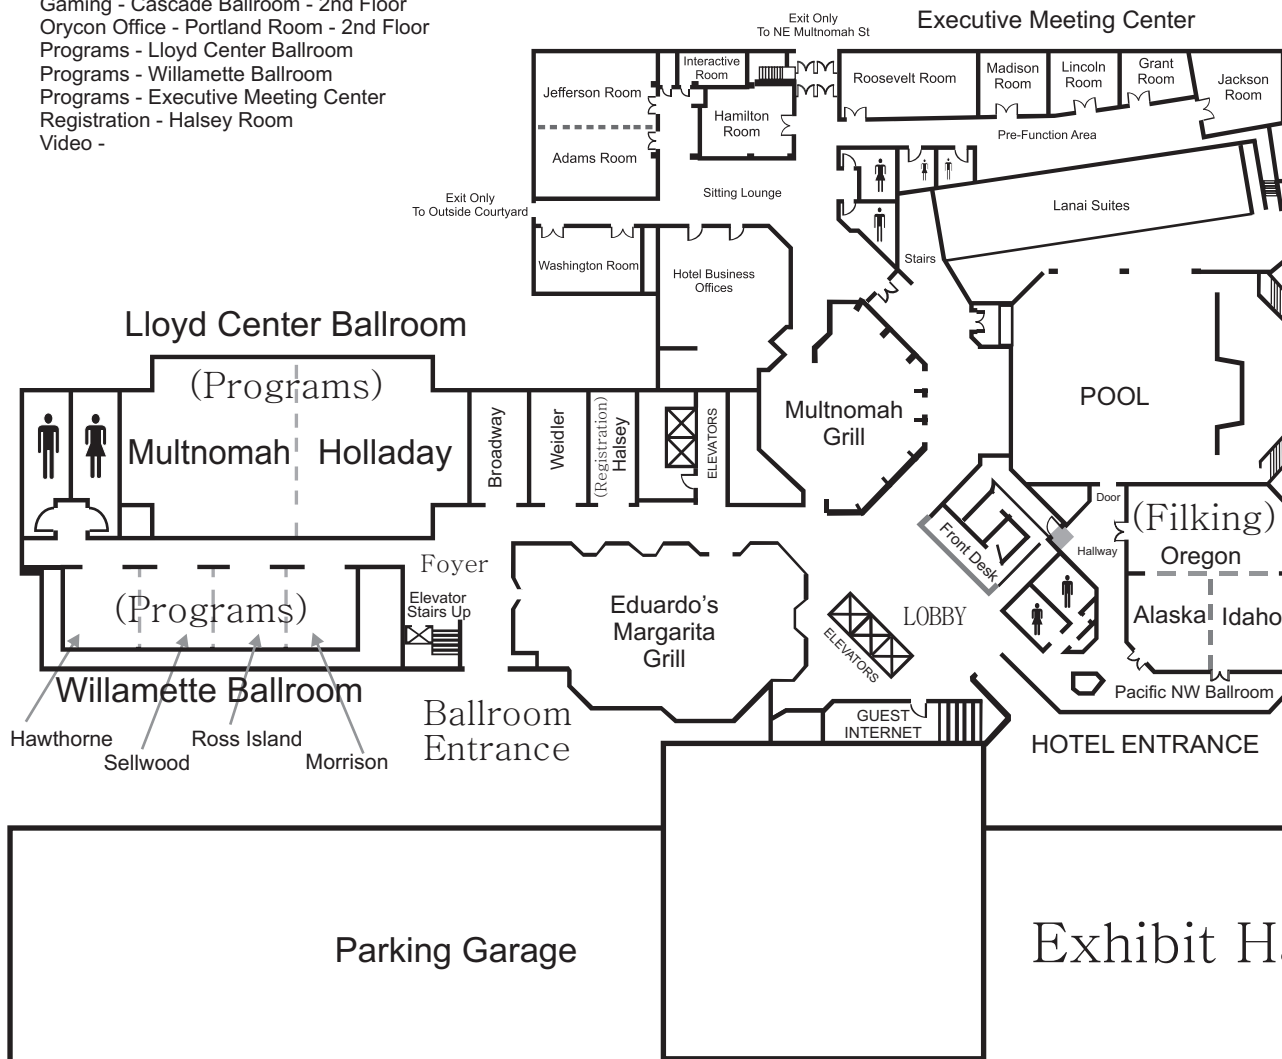 Gaming - Cascade Ballroom - 2nd Floor
Orycon Office - Portland Room - 2nd Floor
Programs - Lloyd Center Ballroom
Programs - Willamette Ballroom
Programs - Executive Meeting Center
Registration - Halsey Room
Video -
Exit Only
To NE Multnomah St
Executive Meeting Center
Interactive
Room
Jefferson Room
Hamilton
Room
Adams Room
Roosevelt Room
Madison
Room
Lincoln
Room
Grant
Room
Jackson
Room
Pre-Function Area
Sitting Lounge
Exit Only
To Outside Courtyard
Lanai Suites
Washington Room
Hotel Business
Offices
Stairs
Lloyd Center Ballroom
(Programs)
Multnomah
Holladay
Broadway
Weidler
(Registration)
Halsey
ELEVATORS
Multnomah
Grill
POOL
Door
(Filking)
Oregon
Hallway
Front Desk
Alaska
Idaho
Pacific NW Ballroom
Foyer
Elevator
Stairs Up
(Programs)
Eduardo's
Margarita
Grill
LOBBY
ELEVATORS
Willamette Ballroom
Hawthorne
Sellwood
Ross Island
Morrison
Ballroom
Entrance
GUEST
INTERNET
HOTEL ENTRANCE
Parking Garage
Exhibit